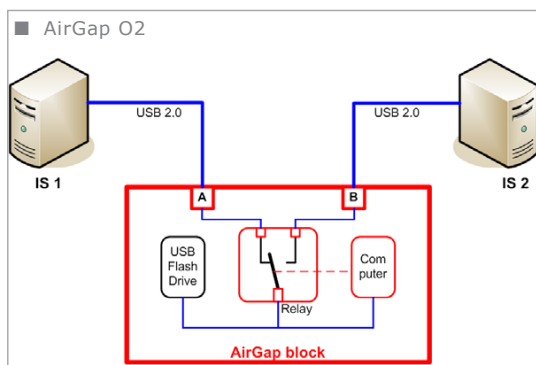 AirGap O2
USB 2.0
USB 2.0
IS 1
IS 2
A
B
USB
Flash
Drive
Com
puter
Relay
AirGap block